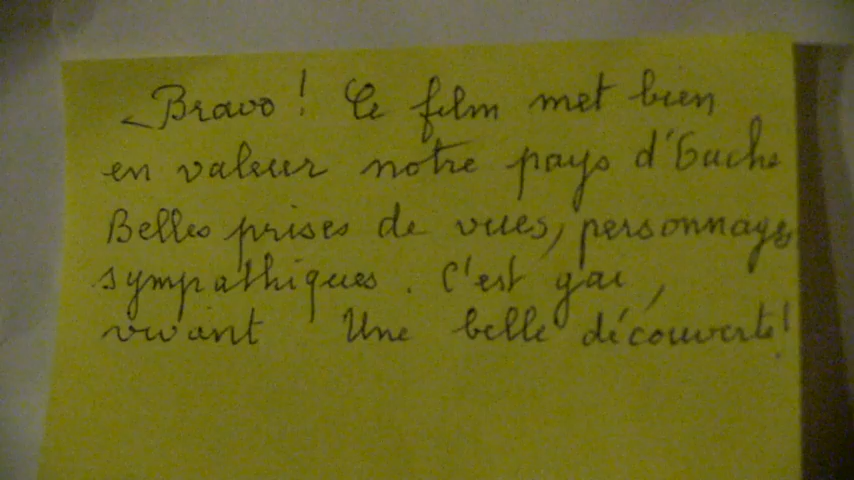 Bravo ! Ce film met bien
en valeur notre pays d'Euche
Belles prises de vues, personnages
sympathiques. C'est gai,
vivant Une belle découverte!